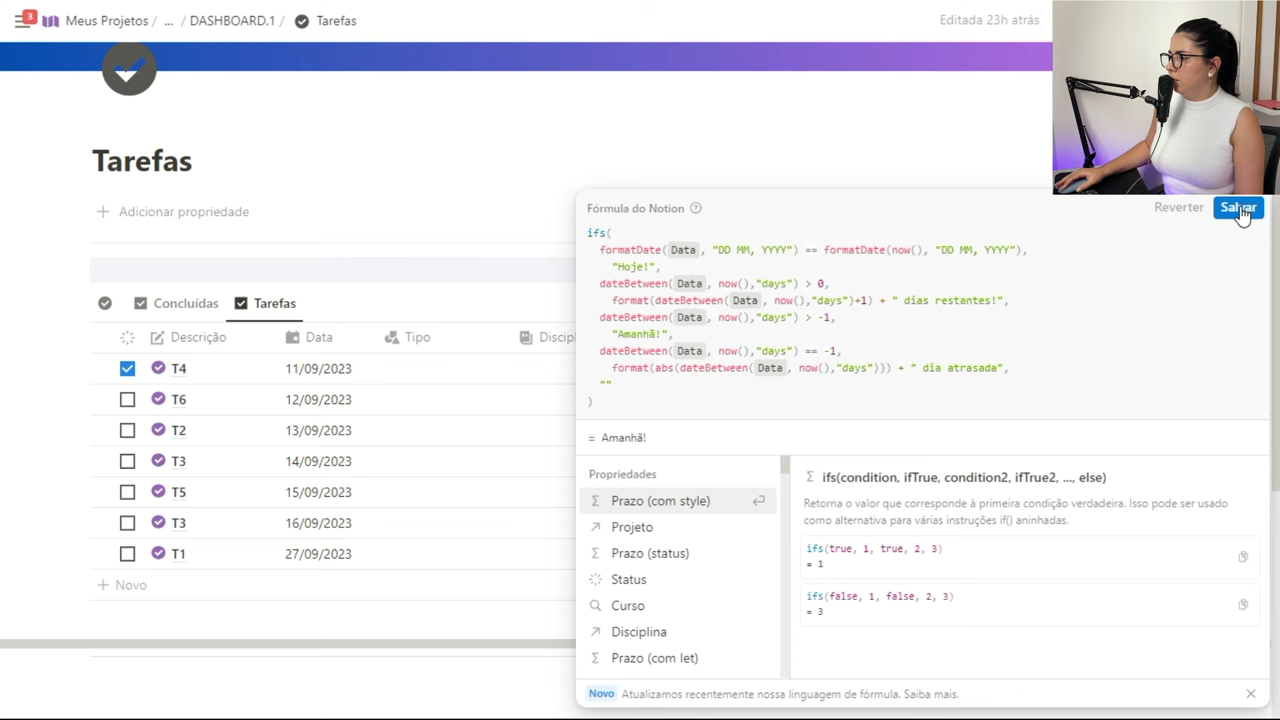 3 Meus Projetos / ... / DASHBOARD.1 / Tarefas
Editada 23h atrás
Tarefas
+ Adicionar propriedade
Concluídas Tarefas
Descrição Data Tipo Discipl
T4 11/09/2023
T6 12/09/2023
T2 13/09/2023
T3 14/09/2023
T5 15/09/2023
T3 16/09/2023
T1 27/09/2023
+ Novo
Fórmula do Notion
Reverter Salvar
ifs(
formatDate( Data , "DD MM, YYYY") == formatDate(now(), "DD MM, YYYY"),
"Hoje!",
dateBetween( Data , now(),"days") > 0,
format(dateBetween( Data , now(),"days")+1) + " dias restantes!",
dateBetween( Data , now(),"days") > -1,
"Amanhã!",
dateBetween( Data , now(),"days") == -1,
format(abs(dateBetween( Data , now(),"days"))) + " dia atrasada",
""
)
= Amanhã!
Propriedades
Σ Prazo (com style)
Projeto
Σ Prazo (status)
Status
Curso
Disciplina
Σ Prazo (com let)
Σ ifs(condition, ifTrue, condition2, ifTrue2, ..., else)
Retorna o valor que corresponde à primeira condição verdadeira. Isso pode ser usado
como alternativa para várias instruções if() aninhadas.
ifs(true, 1, true, 2, 3)
= 1
ifs(false, 1, false, 2, 3)
= 3
Novo Atualizamos recentemente nossa linguagem de fórmula. Saiba mais.